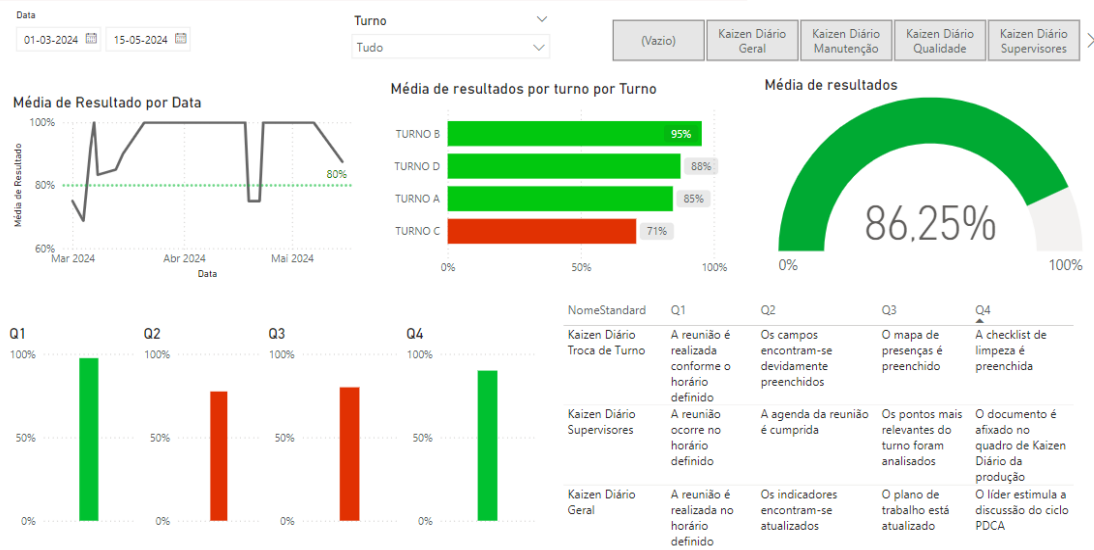 Data
01-03-2024
15-05-2024
Turno
Tudo
(Vazio)
Kaizen Diário
Geral
Kaizen Diário
Manutenção
Kaizen Diário
Qualidade
Kaizen Diário
Supervisores
Média de Resultado por Data
Média de Resultado
100%
80%
60%
80%
Mar 2024
Abr 2024
Mai 2024
Data
Média de resultados por turno por Turno
TURNO B
95%
TURNO D
88%
TURNO A
85%
TURNO C
71%
0%
50%
100%
Média de resultados
86,25%
0%
100%
Q1
100%
50%
0%
Q2
100%
50%
0%
Q3
100%
50%
0%
Q4
100%
50%
0%
NomeStandard Q1 Q2 Q3 Q4
Kaizen Diário
Troca de Turno
A reunião é
realizada
conforme o
horário
definido
Os campos
encontram-se
devidamente
preenchidos
O mapa de
presenças é
preenchido
A checklist de
limpeza é
preenchida
Kaizen Diário
Supervisores
A reunião
ocorre no
horário
definido
A agenda da reunião
é cumprida
Os pontos mais
relevantes do
turno foram
analisados
O documento é
afixado no
quadro de Kaizen
Diário da
produção
Kaizen Diário
Geral
A reunião é
realizada no
horário
definido
Os indicadores
encontram-se
atualizados
O plano de
trabalho está
atualizado
O líder estimula a
discussão do ciclo
PDCA